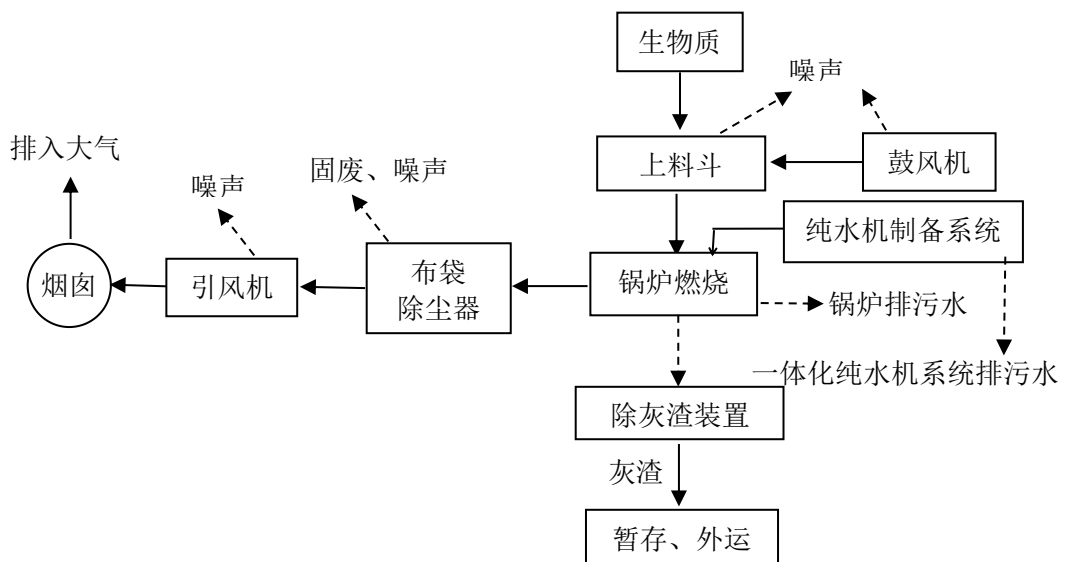 生物质
噪声
排入大气
固废、噪声
上料斗
鼓风机
噪声
纯水机制备系统
烟囱
引风机
布袋
除尘器
锅炉燃烧
锅炉排污水
一体化纯水机系统排污水
除灰渣装置
灰渣
暂存、外运